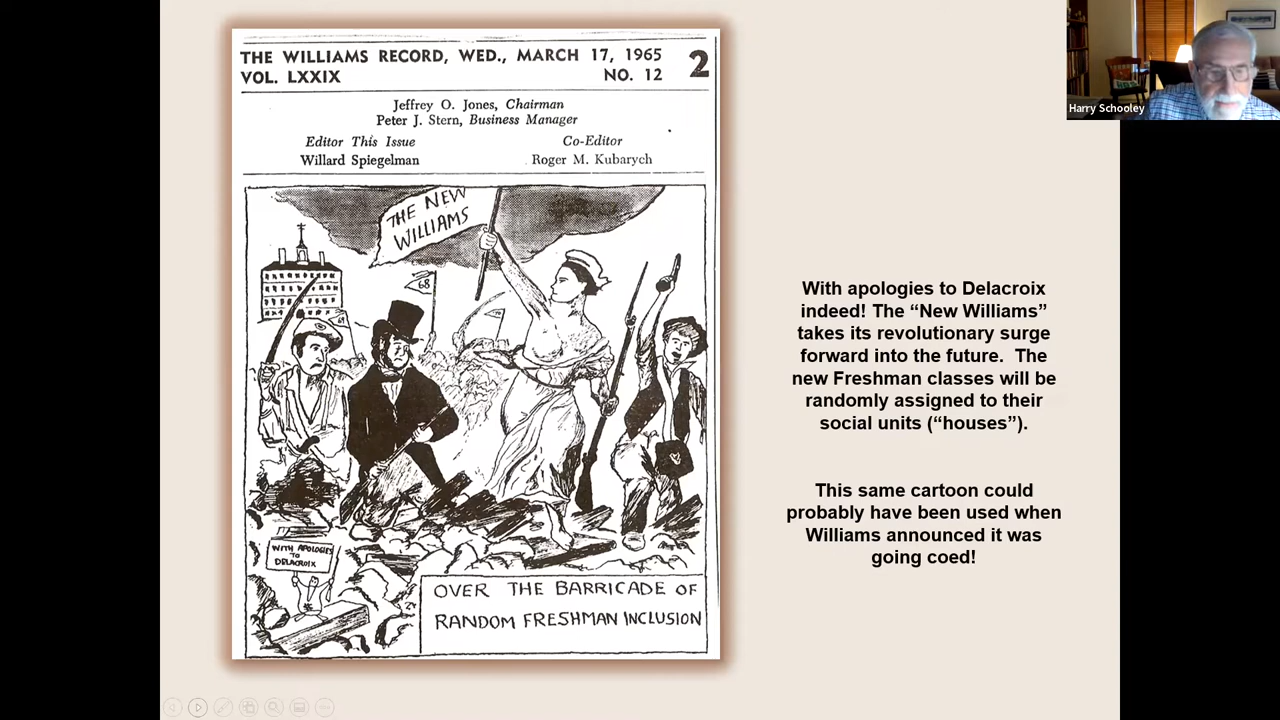 THE WILLIAMS RECORD, WED., MARCH 17, 1965
VOL. LXXIX NO. 12 2
Jeffrey O. Jones, Chairman
Peter J. Stern, Business Manager
Editor This Issue
Willard Spiegelman
Co-Editor
Roger M. Kubarych
THE NEW
WILLIAMS
68
WITH APOLOGIES
TO
DELACROIX
OVER THE BARRICADE OF
RANDOM FRESHMAN INCLUSION
With apologies to Delacroix
indeed! The “New Williams”
takes its revolutionary surge
forward into the future. The
new Freshman classes will be
randomly assigned to their
social units (“houses”).
This same cartoon could
probably have been used when
Williams announced it was
going coed!
Harry Schooley